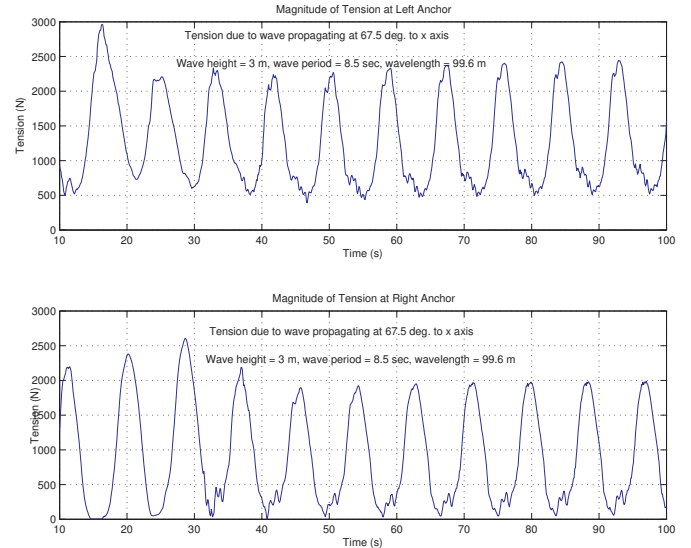 Magnitude of Tension at Left Anchor
3000
Tension due to wave propagating at 67.5 deg. to x axis
2500
Wave height = 3 m, wave period = 8.5 sec, wavelength = 99.6 m
2000
Tension (N)
1500
1000
500
0
10 20 30 40 50 60 70 80 90 100
Time (s)
Magnitude of Tension at Right Anchor
3000
Tension due to wave propagating at 67.5 deg. to x axis
2500
Wave height = 3 m, wave period = 8.5 sec, wavelength = 99.6 m
2000
Tension (N)
1500
1000
500
0
10 20 30 40 50 60 70 80 90 100
Time (s)